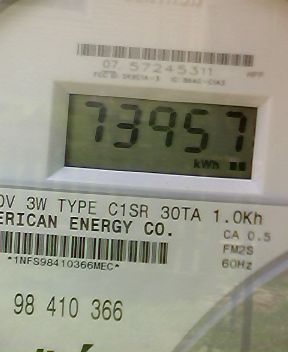 07 57245311
73957
kWh
0V 3W TYPE C1SR 30TA 1.0Kh
ERICAN ENERGY CO.
CA 0.5
FM2S
*1NFS98410366MEC*
60Hz
98 410 366